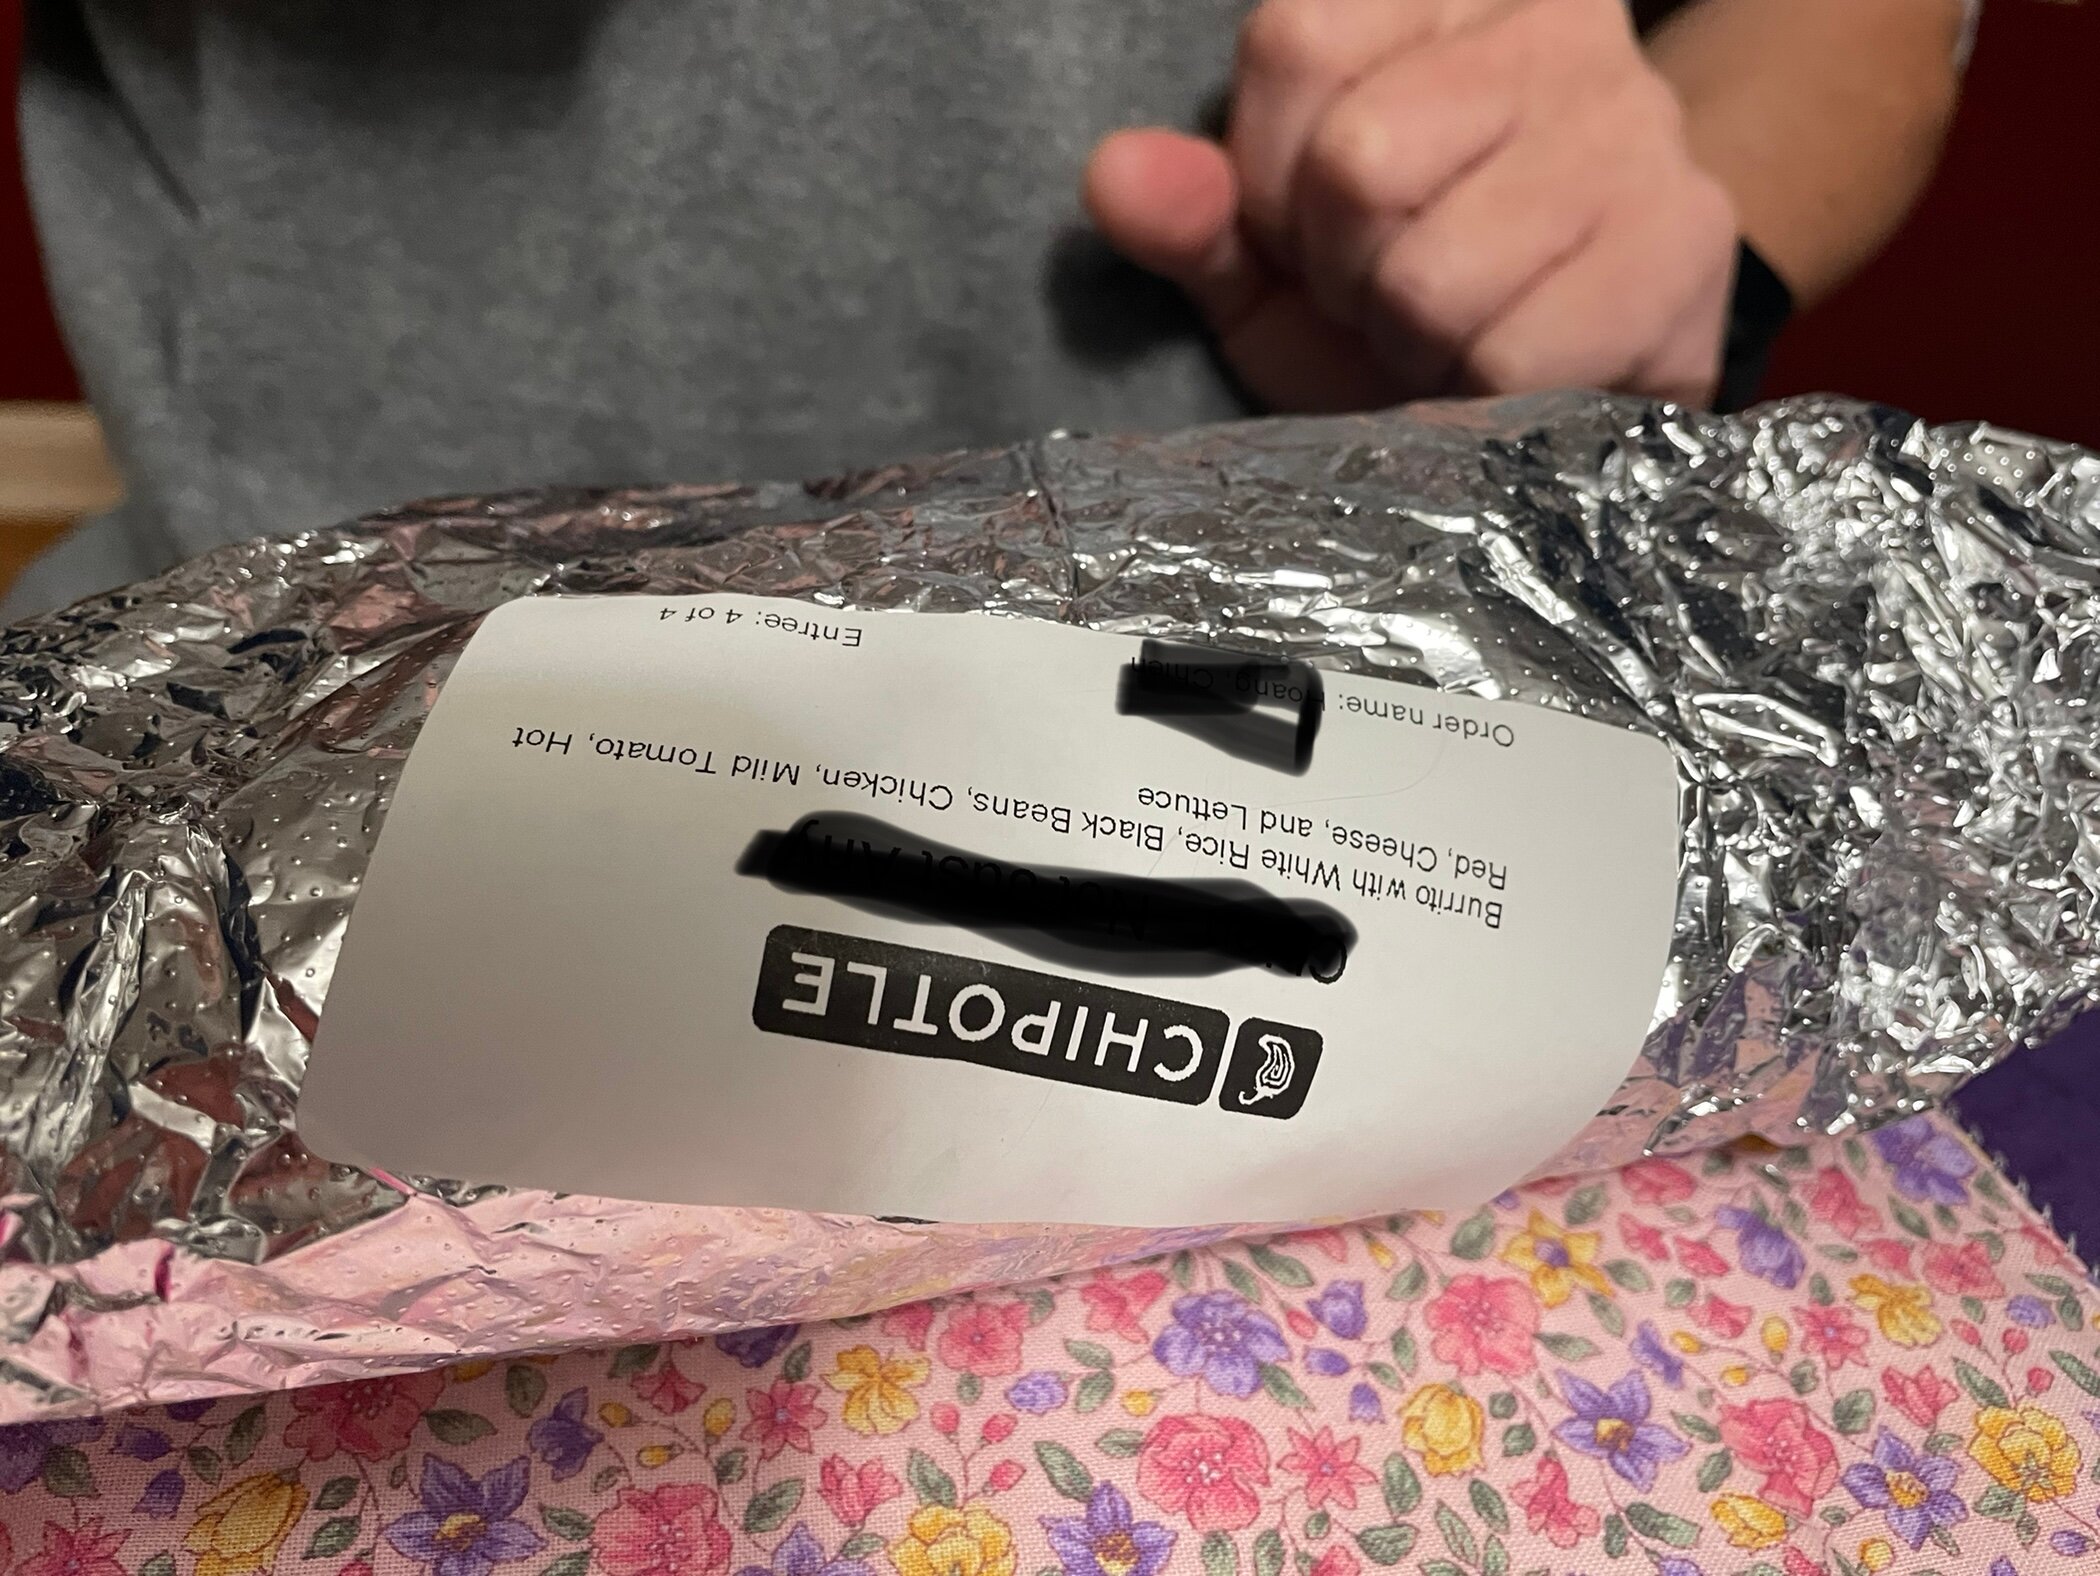 CHIPOTLE
Burrito with White Rice, Black Beans, Chicken, Mild Tomato, Hot
Red, Cheese, and Lettuce
Order name:
Entree: 4 of 4